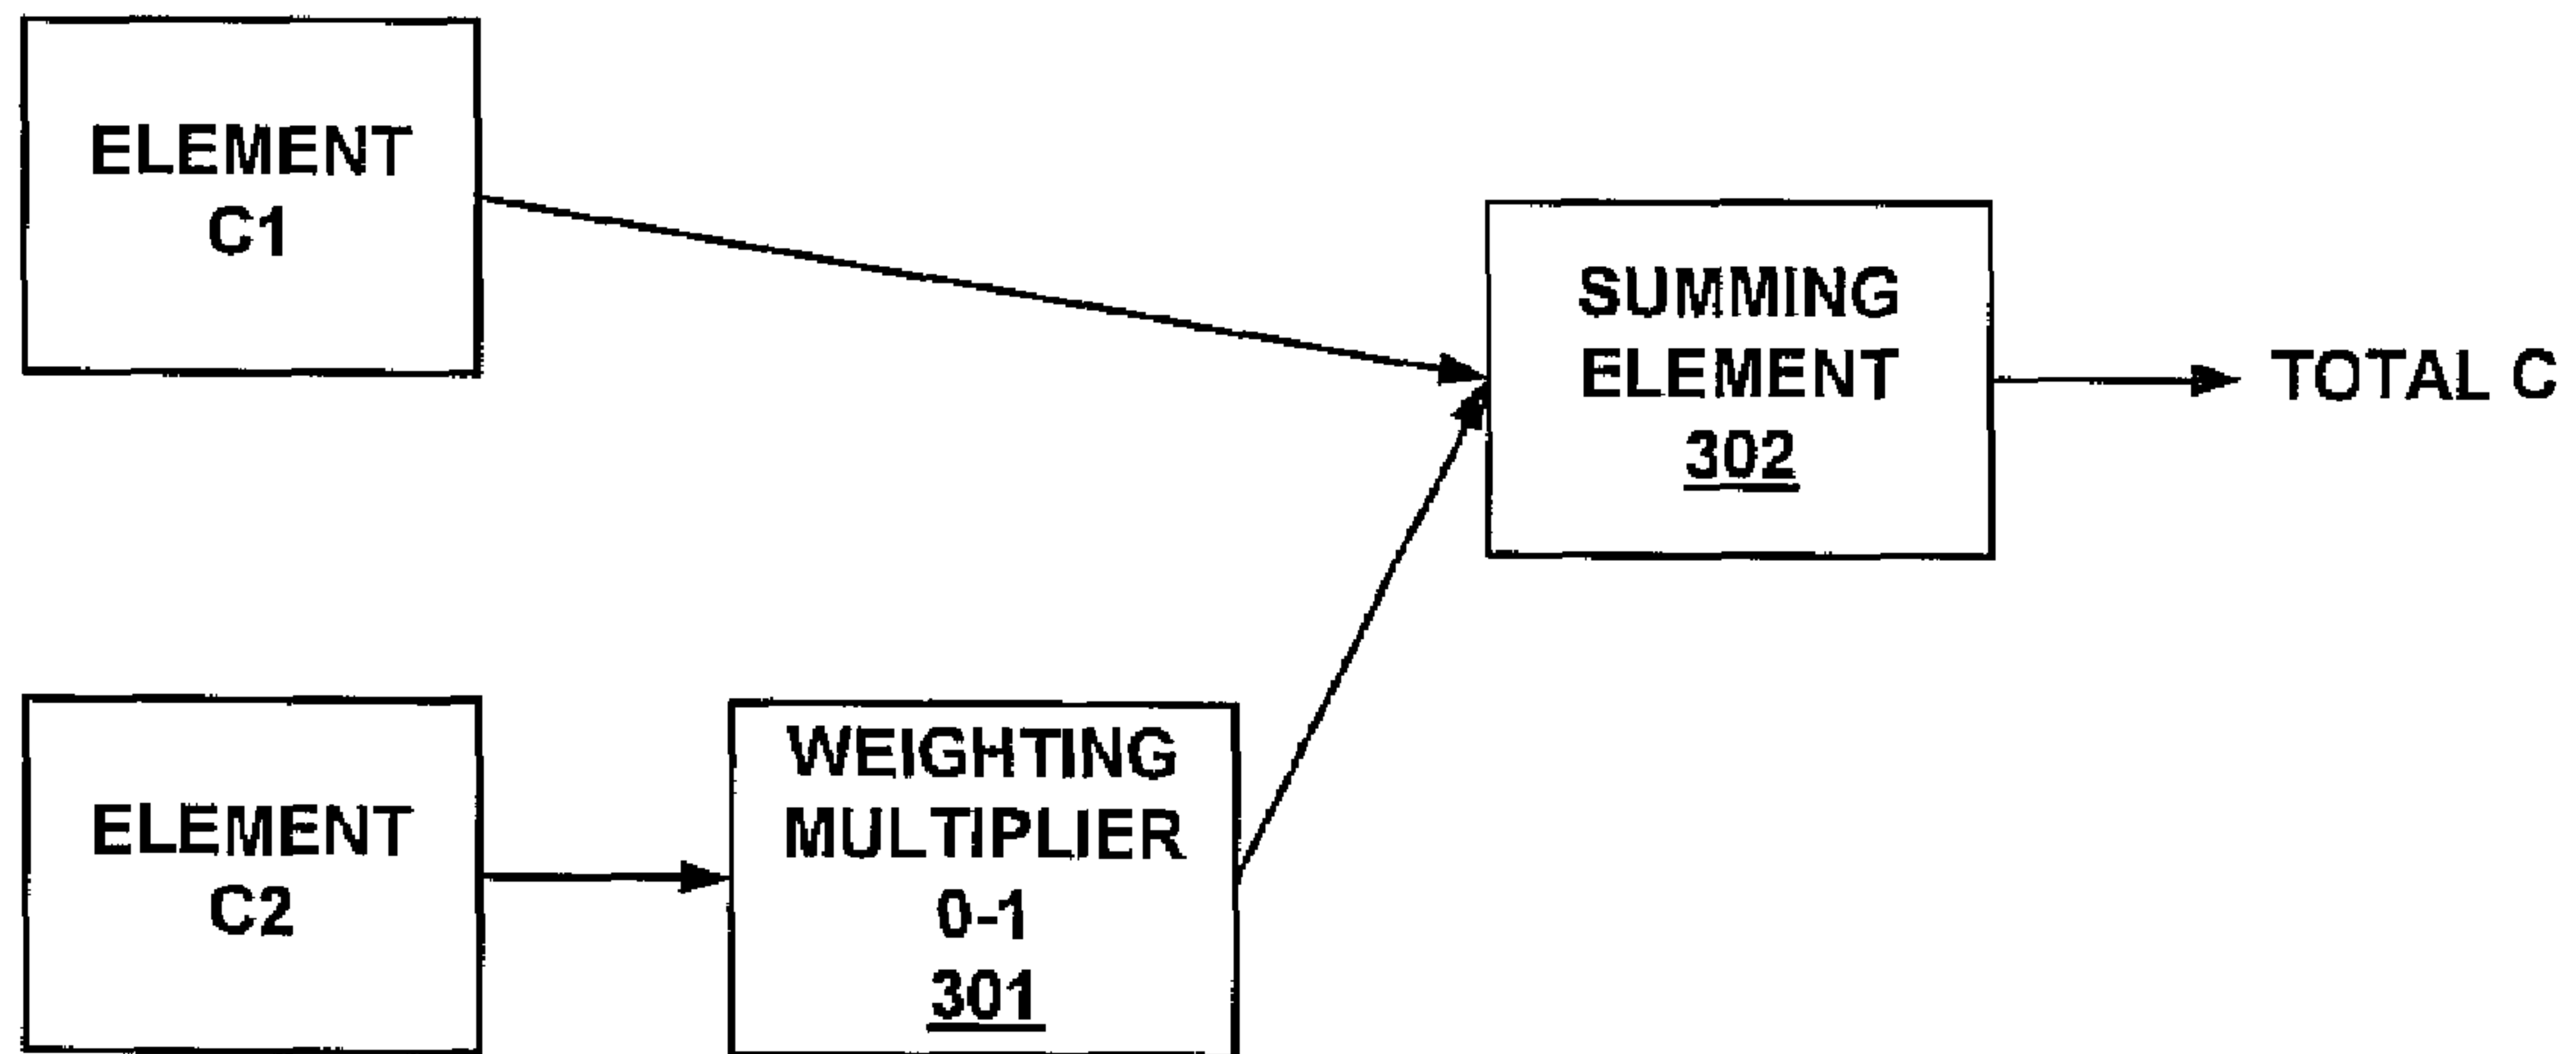 ELEMENT
C1
SUMMING
ELEMENT
302
TOTAL C
ELEMENT
C2
WEIGHTING
MULTIPLIER
0-1
301